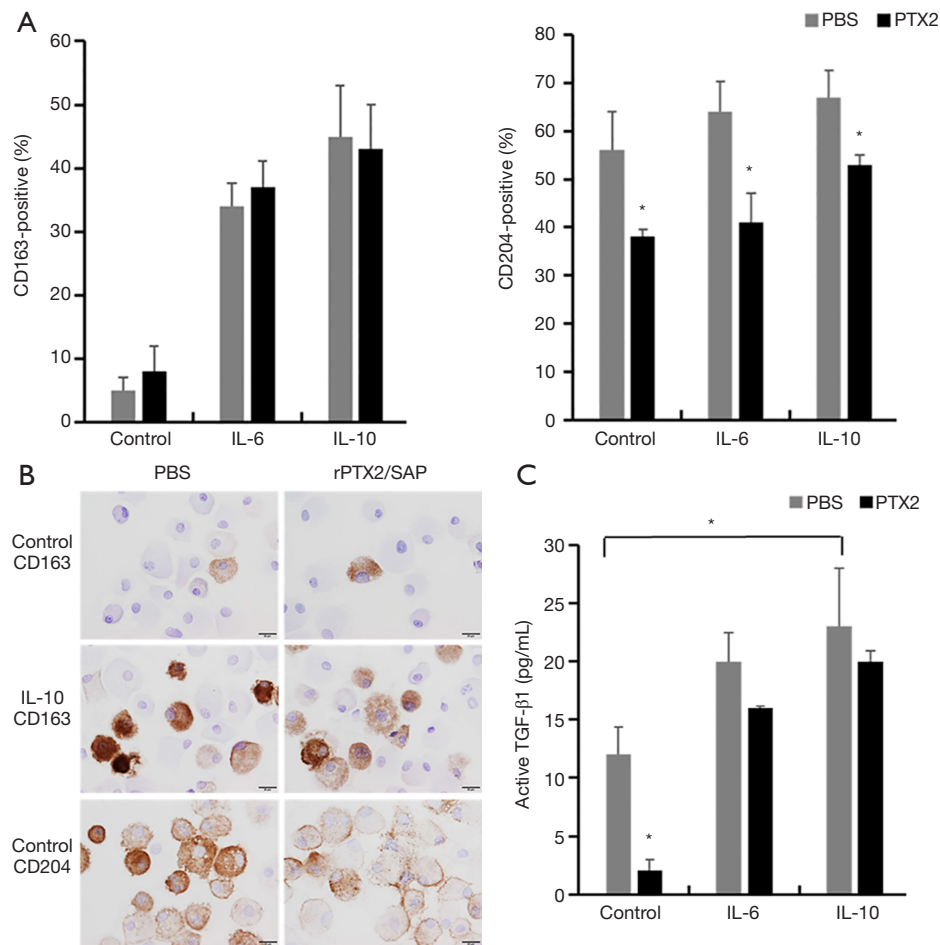 A
PBS PTX2
CD163-positive (%)
60
50
40
30
20
10
0
Control IL-6 IL-10
CD204-positive (%)
80
70
60
50
40
30
20
10
0
*
*
*
Control IL-6 IL-10
B
PBS rPTX2/SAP
Control
CD163
IL-10
CD163
Control
CD204
C
PBS PTX2
Active TGF-β1 (pg/mL)
30
25
20
15
10
5
0
*
*
Control IL-6 IL-10